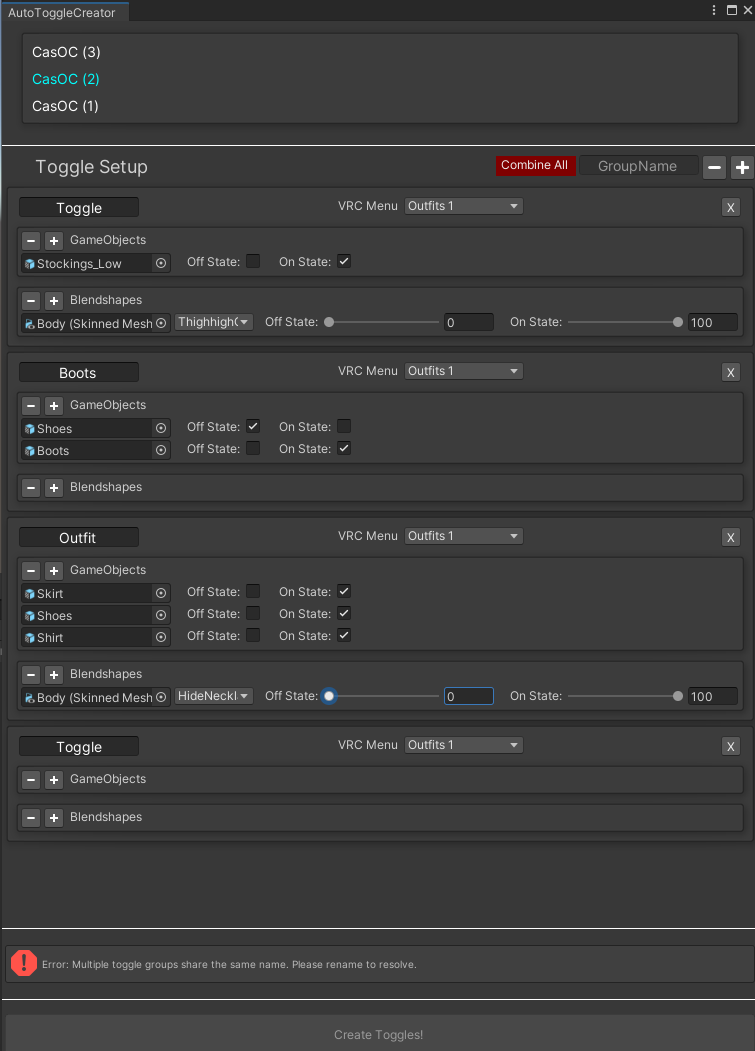 AutoToggleCreator
CasOC (3)
CasOC (2)
CasOC (1)
Toggle Setup Combine All GroupName
Toggle VRC Menu Outfits 1 X
GameObjects
Stockings_Low Off State: On State:
Blendshapes
Body (Skinned Mesh Thighhigh Off State: 0 On State: 100
Boots VRC Menu Outfits 1 X
GameObjects
Shoes Off State: On State:
Boots Off State: On State:
Blendshapes
Outfit VRC Menu Outfits 1 X
GameObjects
Skirt Off State: On State:
Shoes Off State: On State:
Shirt Off State: On State:
Blendshapes
Body (Skinned Mesh HideNeckl Off State: 0 On State: 100
Toggle VRC Menu Outfits 1 X
GameObjects
Blendshapes
Error: Multiple toggle groups share the same name. Please rename to resolve.
Create Toggles!